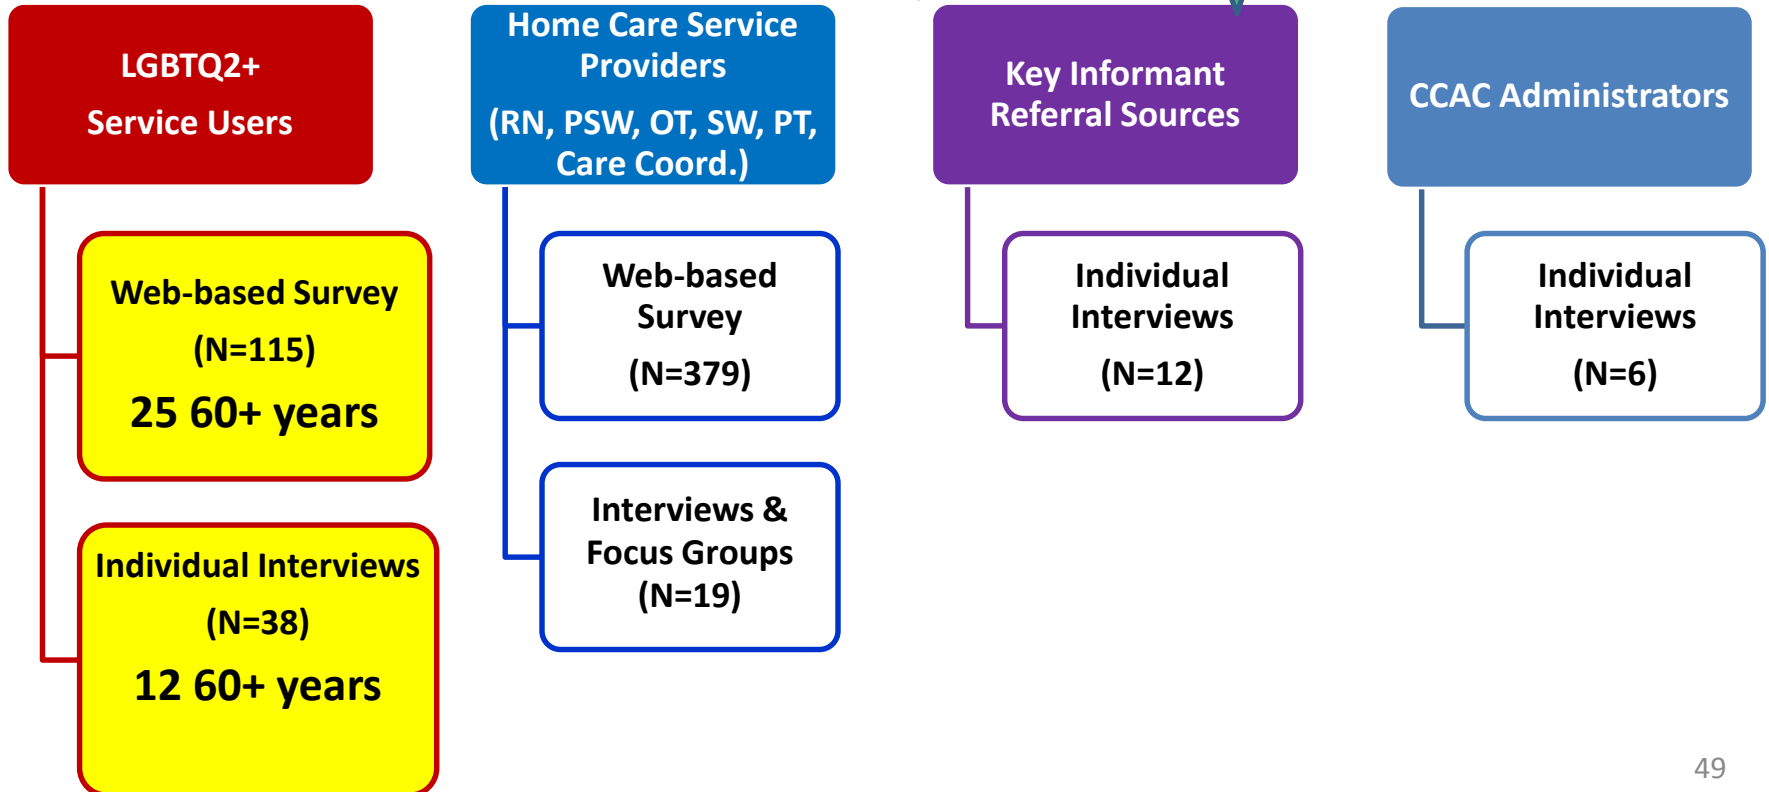 LGBTQ2+
Service Users
Web-based Survey
(N=115)
25 60+ years
Individual Interviews
(N=38)
12 60+ years
Home Care Service
Providers
(RN, PSW, OT, SW, PT,
Care Coord.)
Web-based
Survey
(N=379)
Interviews &
Focus Groups
(N=19)
Key Informant
Referral Sources
Individual
Interviews
(N=12)
CCAC Administrators
Individual
Interviews
(N=6)
49